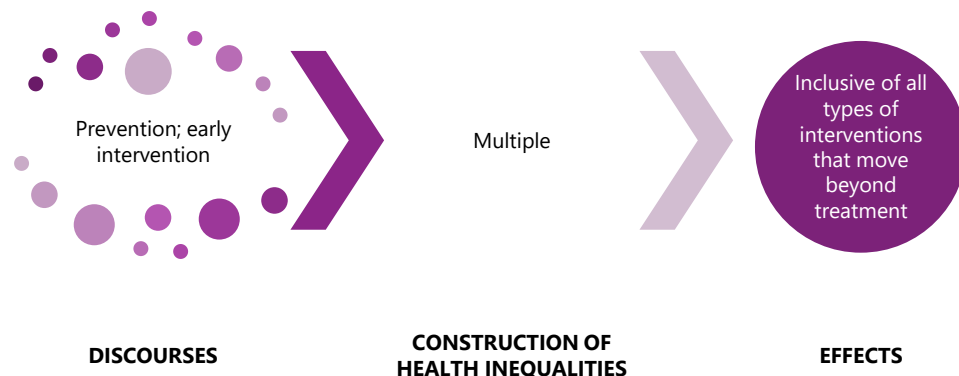 Prevention; early
intervention
Multiple
Inclusive of all
types of
interventions
that move
beyond
treatment
DISCOURSES
CONSTRUCTION OF
HEALTH INEQUALITIES
EFFECTS